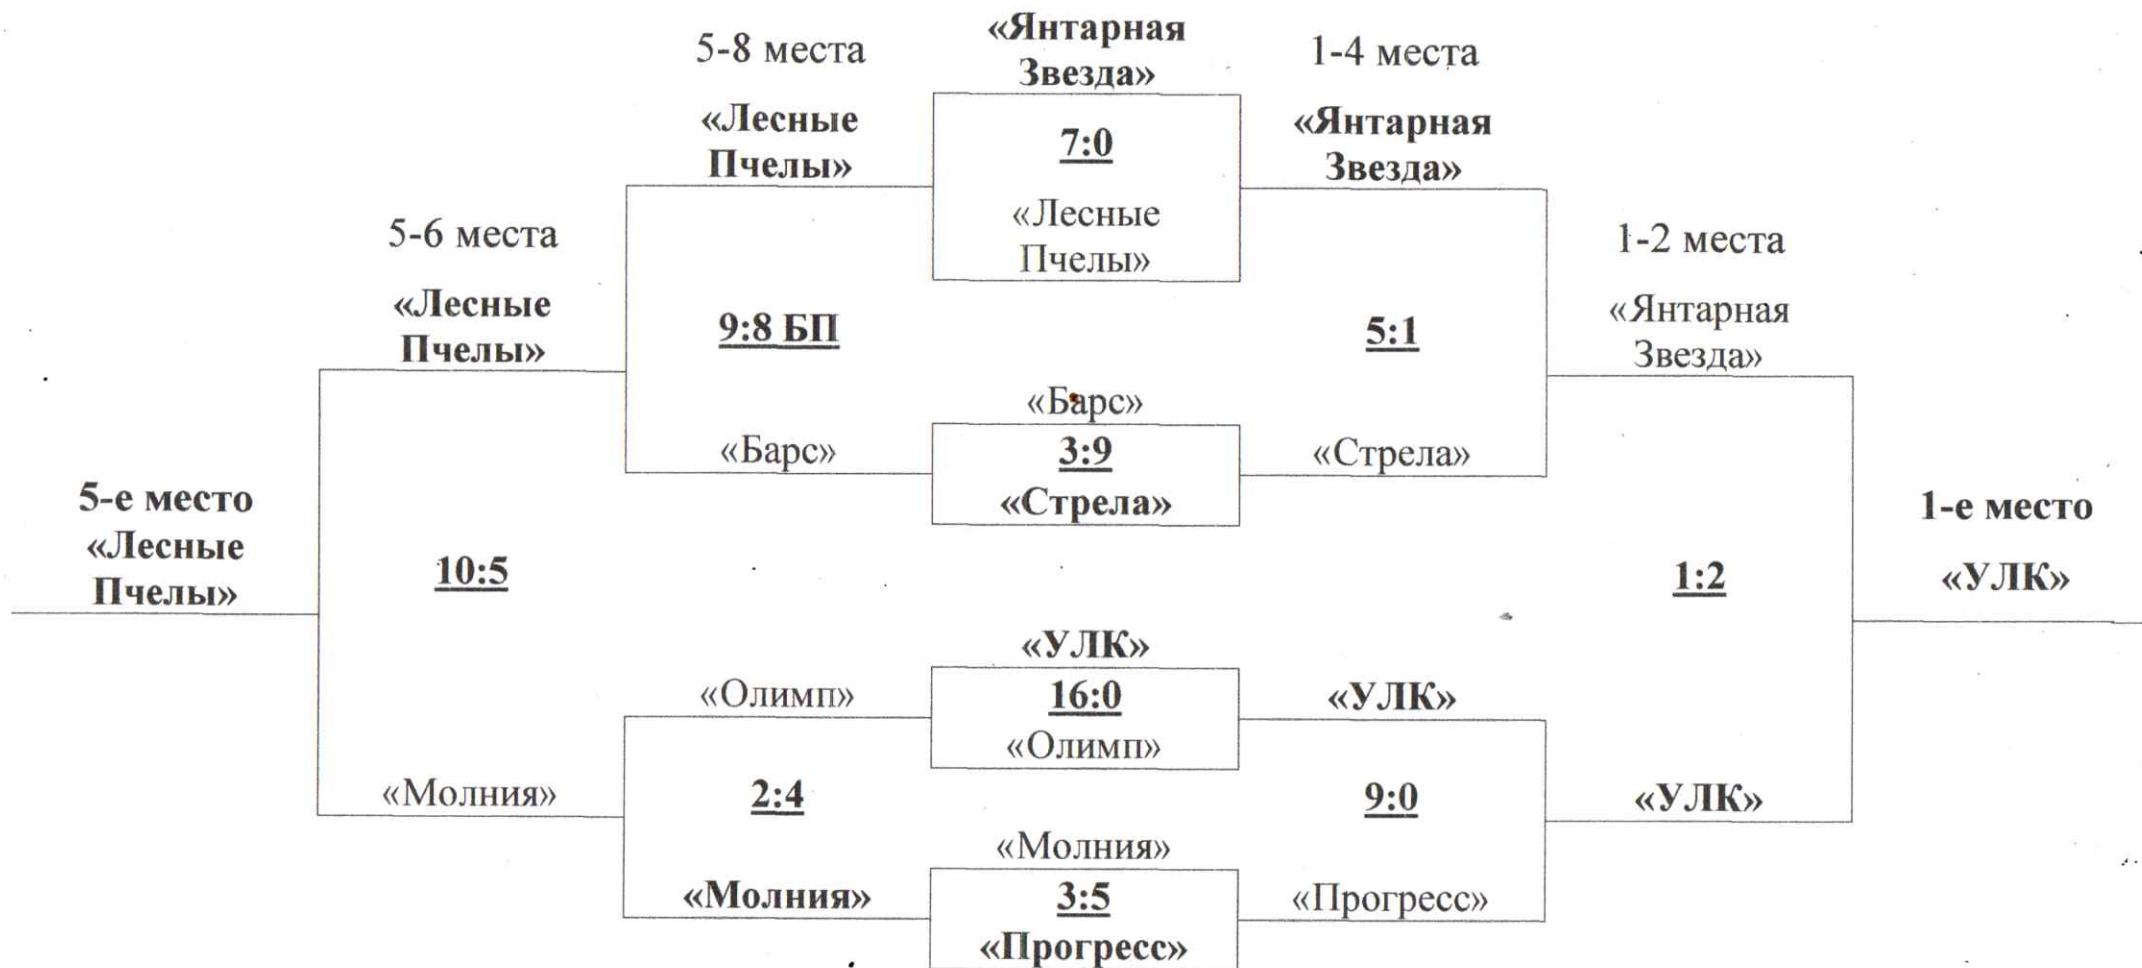 5-8 места
«Янтарная
Звезда»
1-4 места
«Лесные
Пчелы»
7:0
«Янтарная
Звезда»
«Лесные
Пчелы»
5-6 места
1-2 места
«Лесные
Пчелы»
9:8 БП
5:1
«Янтарная
Звезда»
«Барс»
«Барс»
3:9
«Стрела»
«Стрела»
5-е место
«Лесные
Пчелы»
10:5
1:2
1-е место
«УЛК»
«УЛК»
«Олимп»
16:0
«УЛК»
«Олимп»
«Молния»
2:4
9:0
«УЛК»
«Молния»
«Молния»
3:5
«Прогресс»
«Прогресс»